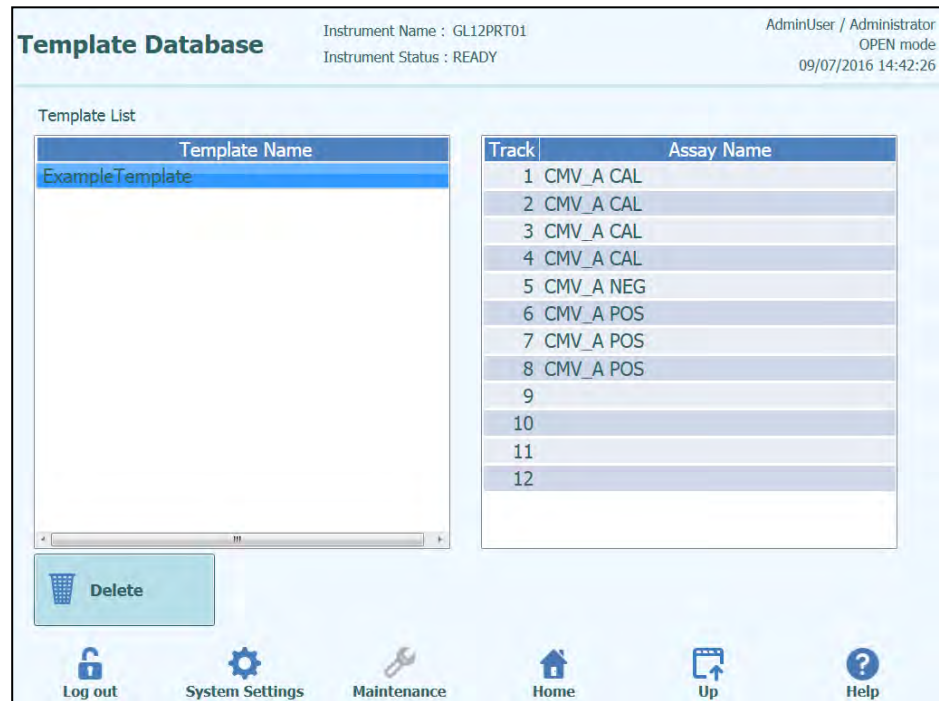 Template Database
Instrument Name : GL12PRT01
Instrument Status : READY
AdminUser / Administrator
OPEN mode
09/07/2016 14:42:26
Template List
Template Name
ExampleTemplate
Track Assay Name
1 CMV_A CAL
2 CMV_A CAL
3 CMV_A CAL
4 CMV_A CAL
5 CMV_A NEG
6 CMV_A POS
7 CMV_A POS
8 CMV_A POS
9
10
11
12
Delete
Log out System Settings Maintenance Home Up Help